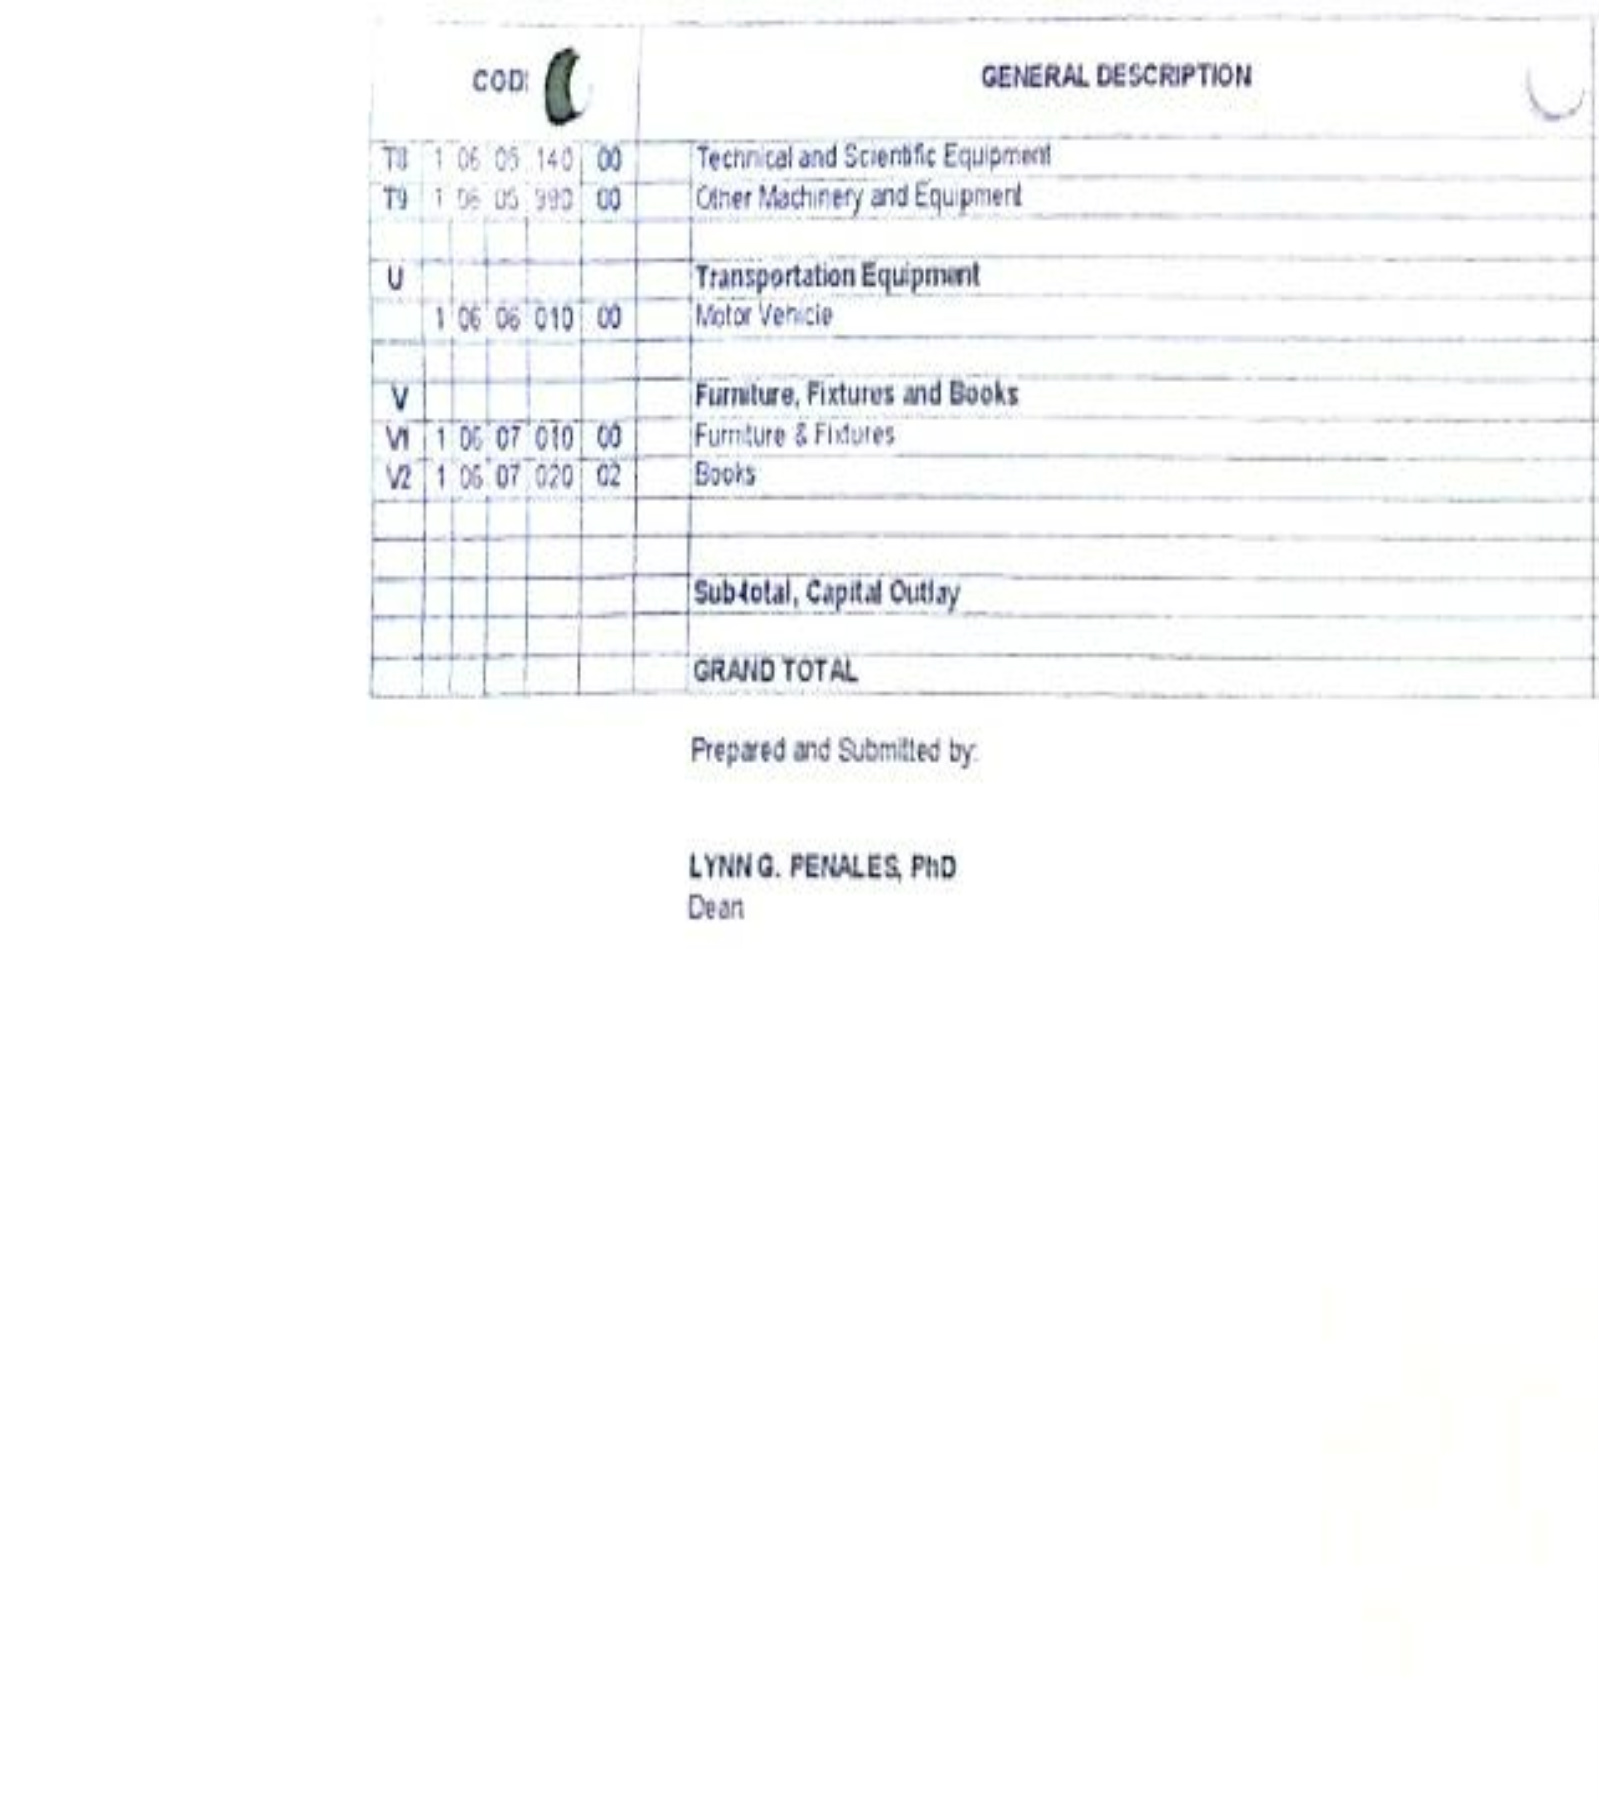 COD
GENERAL DESCRIPTION
T8 1 06 05 140 00 Technical and Scientific Equipment
T9 1 06 05 990 00 Other Machinery and Equipment
U Transportation Equipment
1 06 06 010 00 Motor Vehicle
V Furniture, Fixtures and Books
V1 1 06 07 010 00 Furniture & Fixtures
V2 1 06 07 020 02 Books
Sub-total, Capital Outlay
GRAND TOTAL
Prepared and Submitted by:
LYNN G. PENALES, PhD
Dean